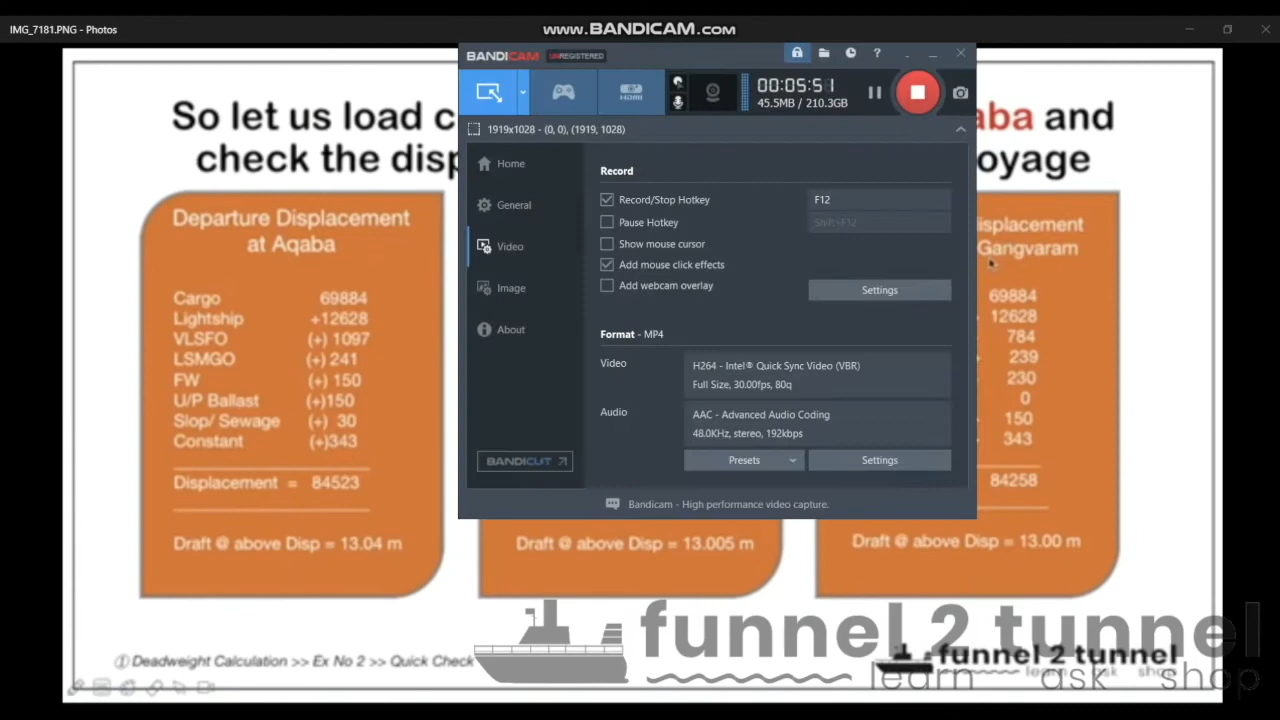 IMG_7181.PNG - Photos
www.BANDICAM.com
BANDICAM UNREGISTERED
HDMI
00:05:51
45.5MB / 210.3GB
1919x1028 - (0, 0), (1919, 1028)
Home
General
Video
Image
About
BANDICUT
Record
Record/Stop Hotkey F12
Pause Hotkey Shift+F12
Show mouse cursor
Add mouse click effects
Add webcam overlay
Settings
Format - MP4
Video
H264 - Intel® Quick Sync Video (VBR)
Full Size, 30.00fps, 80q
Audio
AAC - Advanced Audio Coding
48.0KHz, stereo, 192kbps
Presets Settings
Bandicam - High performance video capture.
So let us load and
check the
Departure Displacement
at Aqaba
Cargo 69884
Lightship +12628
VLSFO (+) 1097
LSMGO (+) 241
FW (+) 150
U/P Ballast (+)150
Slop/ Sewage (+) 30
Constant (+)343
Displacement = 84523
Draft @ above Disp = 13.04 m
Draft @ above Disp = 13.005 m
Gangvaram
69884
12628
784
239
230
0
150
343
84258
Draft @ above Disp = 13.00 m
① Deadweight Calculation >> Ex No 2 >> Quick Check
funnel 2 tunnel
learn ask shop
funnel 2 tunnel
learn ask shop